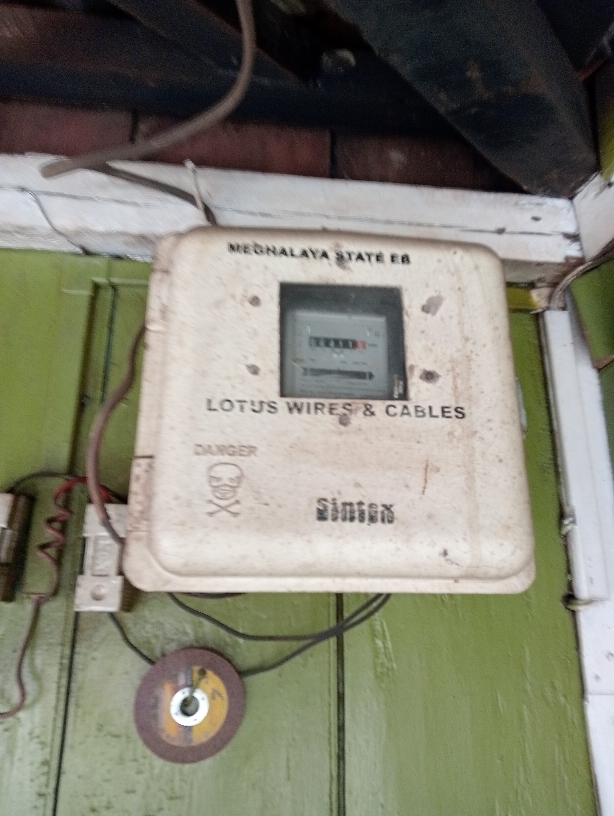 MEGHALAYA STATE EB
LOTUS WIRES & CABLES
DANGER
Sintex